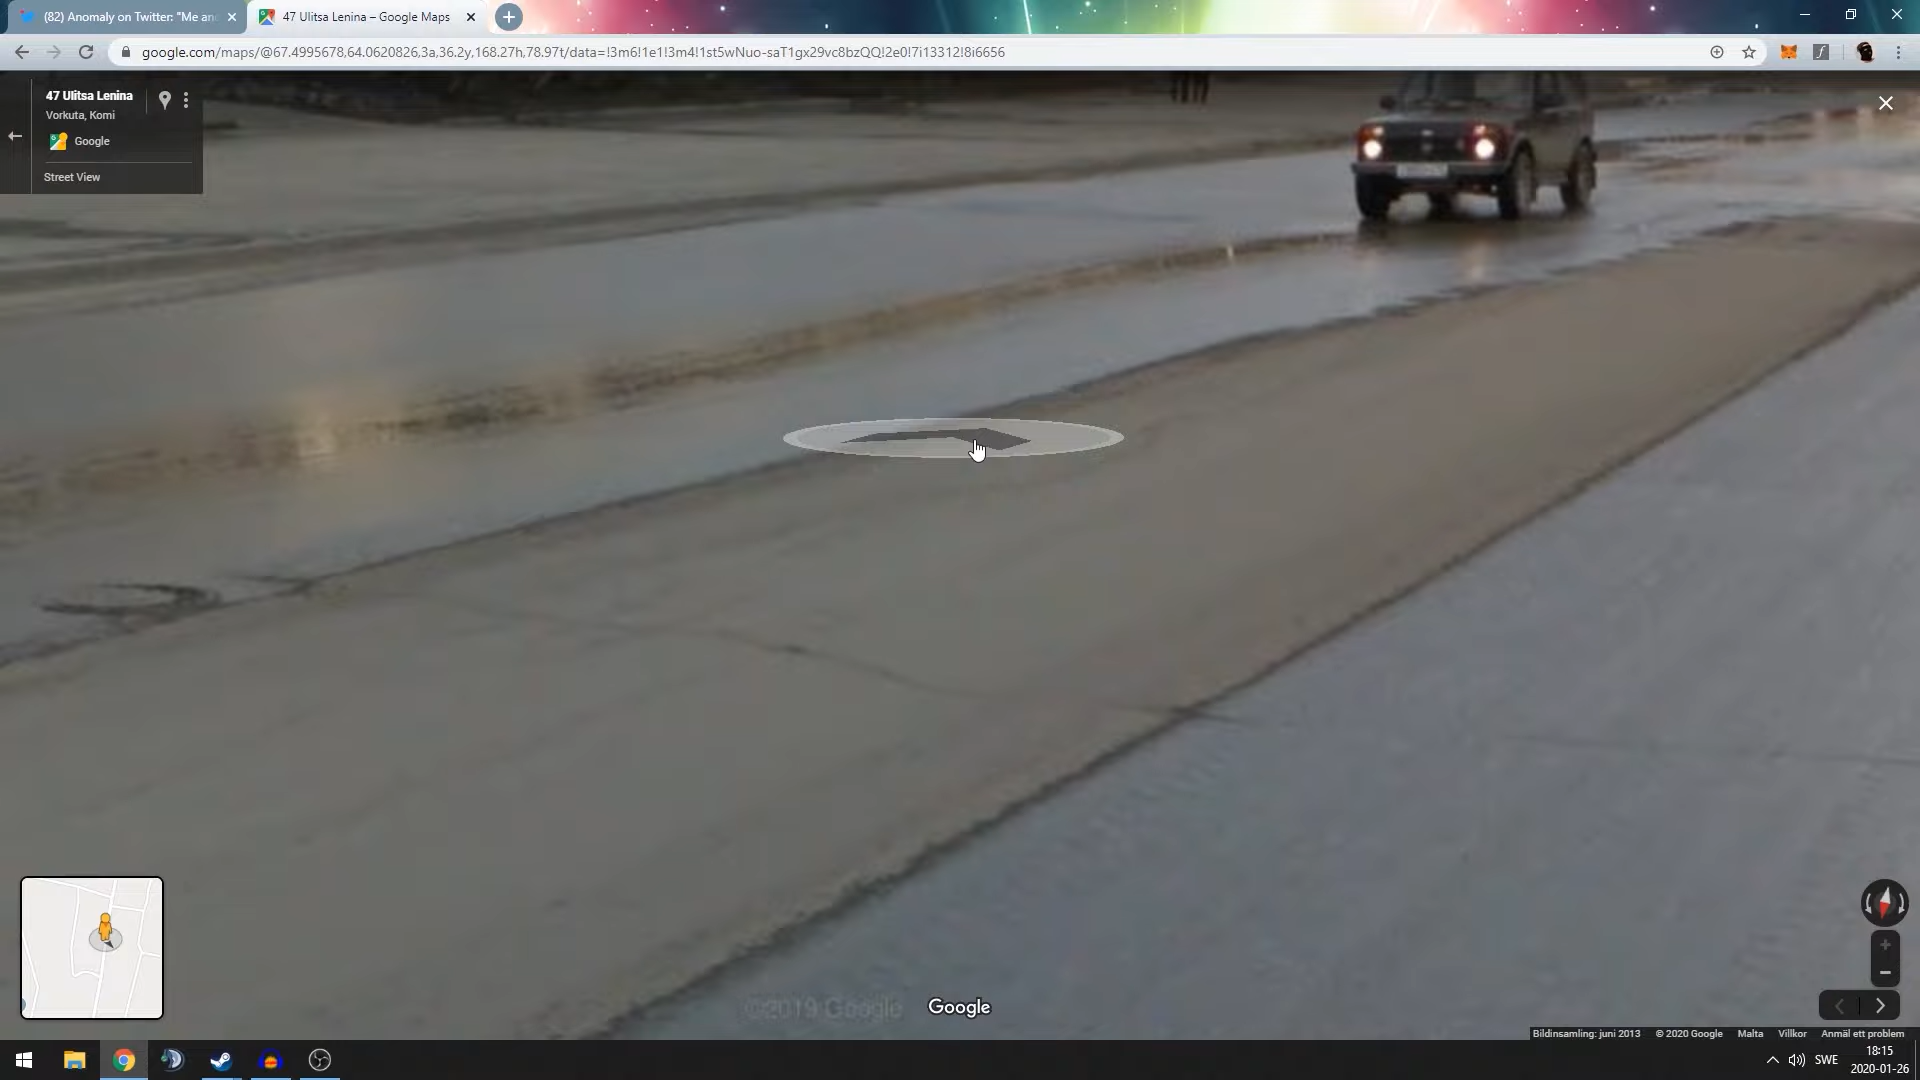 (82) Anomaly on Twitter: "Me an
47 Ulitsa Lenina – Google Maps
google.com/maps/@67.4995678,64.0620826,3a,36.2y,168.27h,78.97t/data=!3m6!1e1!3m4!1st5wNuo-saT1gx29vc8bzQQ!2e0!7i13312!8i6656
47 Ulitsa Lenina
Vorkuta, Komi
Google
Street View
©2019 Google
Google
Bildinsamling: juni 2013 © 2020 Google Malta Villkor Anmäl ett problem
SWE
18:15
2020-01-26